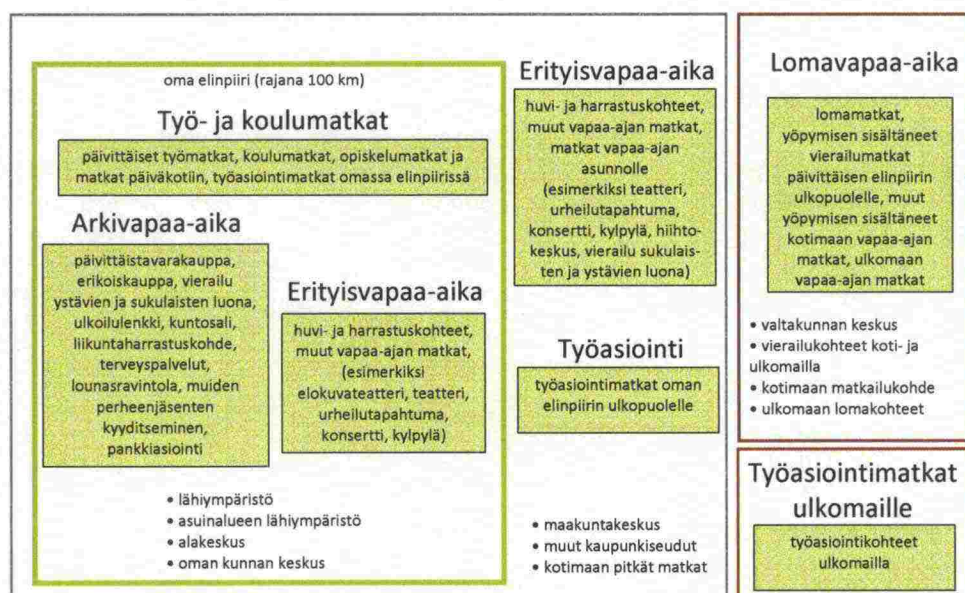 oma elinpiiri (rajana 100 km)
Työ- ja koulumatkat
päivittäiset työmatkat, koulumatkat, opiskelumatkat ja
matkat päiväkotiin, työasiointimatkat omassa elinpiirissä
Arkivapaa-aika
päivittäistavarakauppa,
erikoiskauppa, vierailu
ystävien ja sukulaisten luona,
ulkoilulenkki, kuntosali,
liikuntaharrastuskohde,
terveyspalvelut,
lounasravintola, muiden
perheenjäsenten
kyyditseminen,
pankkiasiointi
Erityisvapaa-aika
huvi- ja harrastuskohteet,
muut vapaa-ajan matkat,
(esimerkiksi
elokuvateatteri, teatteri,
urheilutapahtuma,
konsertti, kylpylä)
• lähiympäristö
• asuinalueen lähiympäristö
• alakeskus
• oman kunnan keskus
Erityisvapaa-aika
huvi- ja harrastuskohteet,
muut vapaa-ajan matkat,
matkat vapaa-ajan
asunnolle
(esimerkiksi teatteri,
urheilutapahtuma,
konsertti, kylpylä, hiihto-
keskus, vierailu sukulais-
ten ja ystävien luona)
Työasiointi
työasiointimatkat oman
elinpiirin ulkopuolelle
• maakuntakeskus
• muut kaupunkiseudut
• kotimaan pitkät matkat
Lomavapaa-aika
lomamatkat,
yöpymisen sisältäneet
vierailumatkat
päivittäisen elinpiirin
ulkopuolelle, muut
yöpymisen sisältäneet
kotimaan vapaa-ajan
matkat, ulkomaan
vapaa-ajan matkat
• valtakunnan keskus
• vierailukohteet koti- ja
ulkomailla
• kotimaan matkailukohde
• ulkomaan lomakohteet
Työasiointimatkat
ulkomaille
työasiointikohteet
ulkomailla